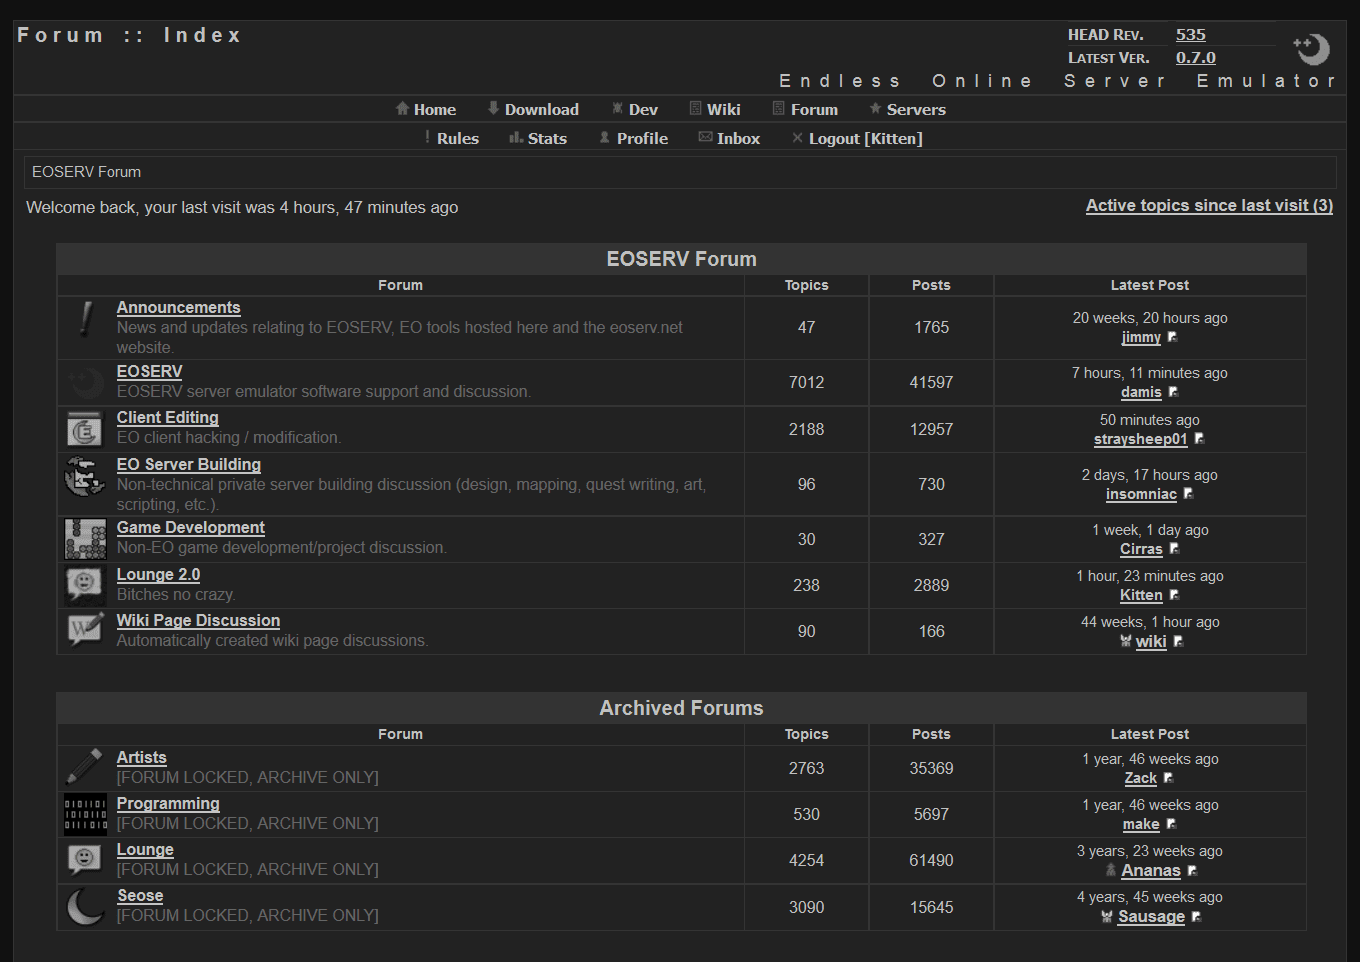 Forum :: Index
HEAD Rev. 535
Latest Ver. 0.7.0
Endless Online Server Emulator
Home Download Dev Wiki Forum Servers
Rules Stats Profile Inbox Logout [Kitten]
EOSERV Forum
Welcome back, your last visit was 4 hours, 47 minutes ago
Active topics since last visit (3)
EOSERV Forum
Forum Topics Posts Latest Post
Announcements
News and updates relating to EOSERV, EO tools hosted here and the eoserv.net
website.
47 1765
20 weeks, 20 hours ago
jimmy
EOSERV
EOSERV server emulator software support and discussion.
7012 41597
7 hours, 11 minutes ago
damis
Client Editing
EO client hacking / modification.
2188 12957
50 minutes ago
straysheep01
EO Server Building
Non-technical private server building discussion (design, mapping, quest writing, art,
scripting, etc.).
96 730
2 days, 17 hours ago
insomniac
Game Development
Non-EO game development/project discussion.
30 327
1 week, 1 day ago
Cirras
Lounge 2.0
Bitches no crazy.
238 2889
1 hour, 23 minutes ago
Kitten
Wiki Page Discussion
Automatically created wiki page discussions.
90 166
44 weeks, 1 hour ago
wiki
Archived Forums
Forum Topics Posts Latest Post
Artists
[FORUM LOCKED, ARCHIVE ONLY]
2763 35369
1 year, 46 weeks ago
Zack
Programming
[FORUM LOCKED, ARCHIVE ONLY]
530 5697
1 year, 46 weeks ago
make
Lounge
[FORUM LOCKED, ARCHIVE ONLY]
4254 61490
3 years, 23 weeks ago
Ananas
Seose
[FORUM LOCKED, ARCHIVE ONLY]
3090 15645
4 years, 45 weeks ago
Sausage